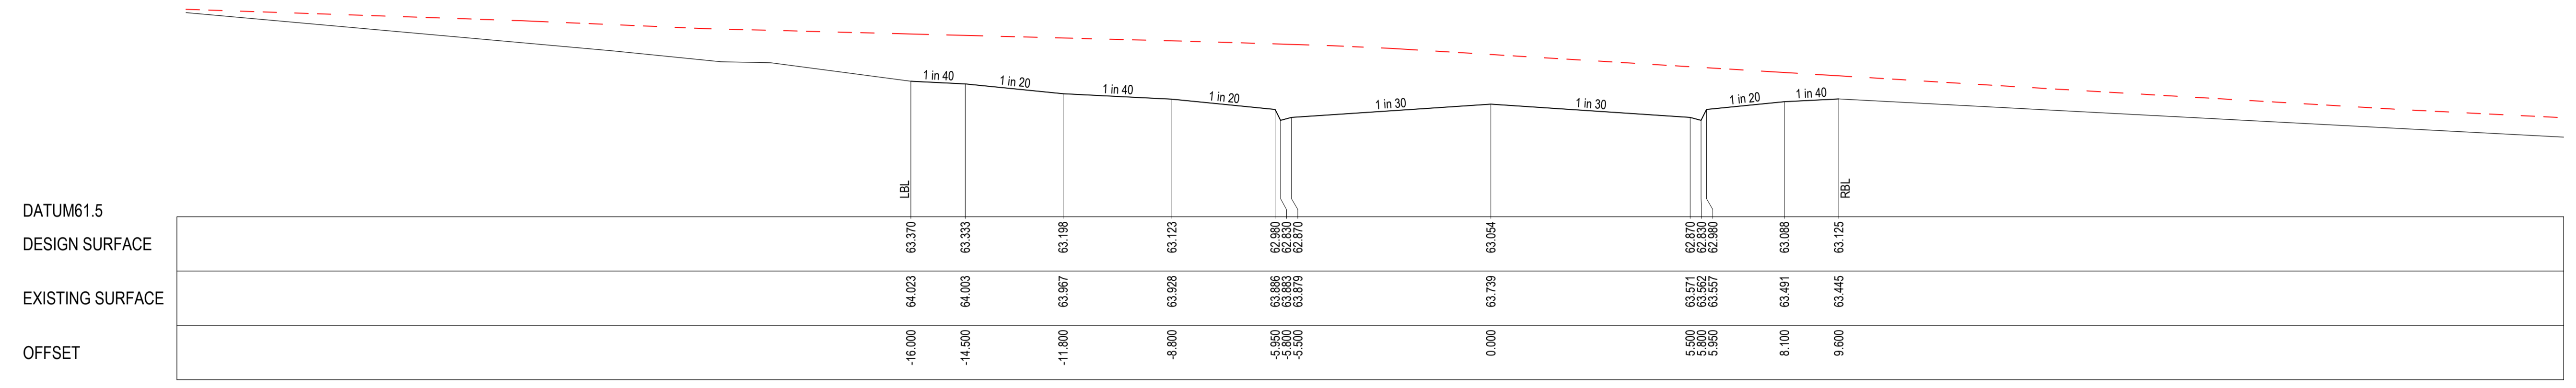 1 in 40
1 in 20
1 in 40
1 in 20
1 in 30
1 in 30
1 in 20
1 in 40
LBL
RBL
DATUM61.5
DESIGN SURFACE 63.370 63.333 63.198 63.123 62.980 62.830 62.870 63.054 62.870 62.830 62.980 63.088 63.125
EXISTING SURFACE 64.023 64.003 63.967 63.928 63.886 63.883 63.879 63.739 63.571 63.562 63.557 63.491 63.445
OFFSET -16.000 -14.500 -11.800 -8.800 -5.950 -5.800 -5.500 0.000 5.500 5.800 5.950 8.100 9.600